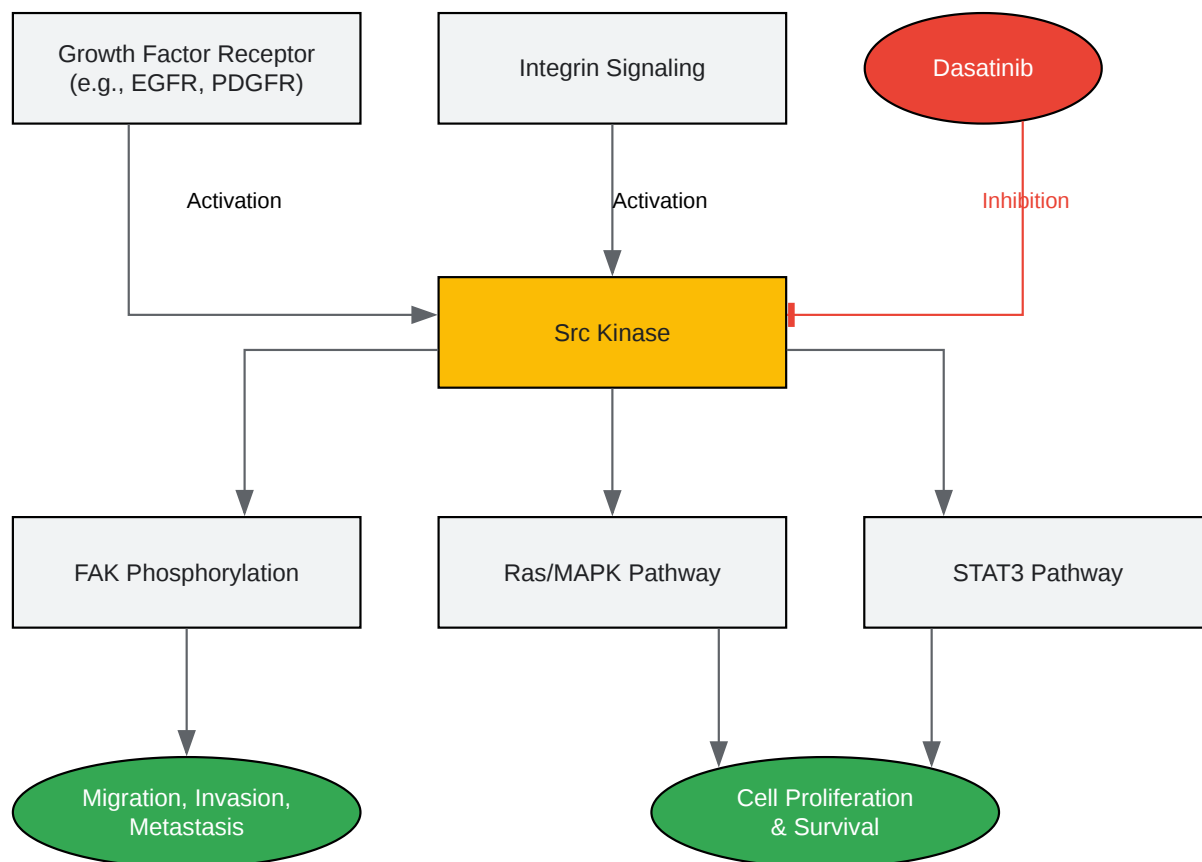 Growth Factor Receptor
(e.g., EGFR, PDGFR)
Integrin Signaling
Dasatinib
Activation
Activation
Inhibition
Src Kinase
FAK Phosphorylation
Ras/MAPK Pathway
STAT3 Pathway
Migration, Invasion,
Metastasis
Cell Proliferation
& Survival